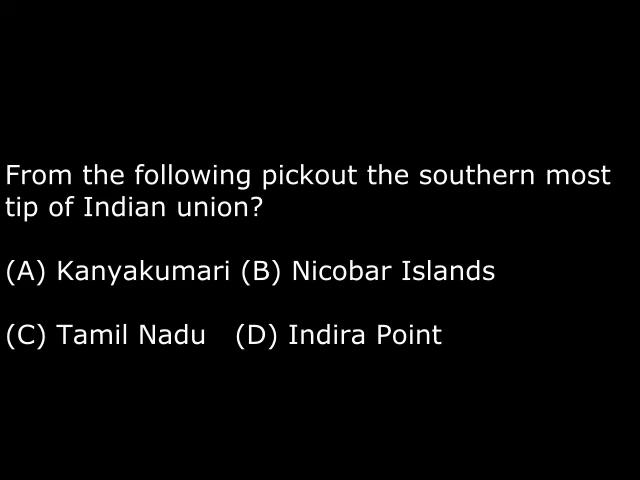 From the following pickout the southern most
tip of Indian union?
(A) Kanyakumari (B) Nicobar Islands
(C) Tamil Nadu (D) Indira Point